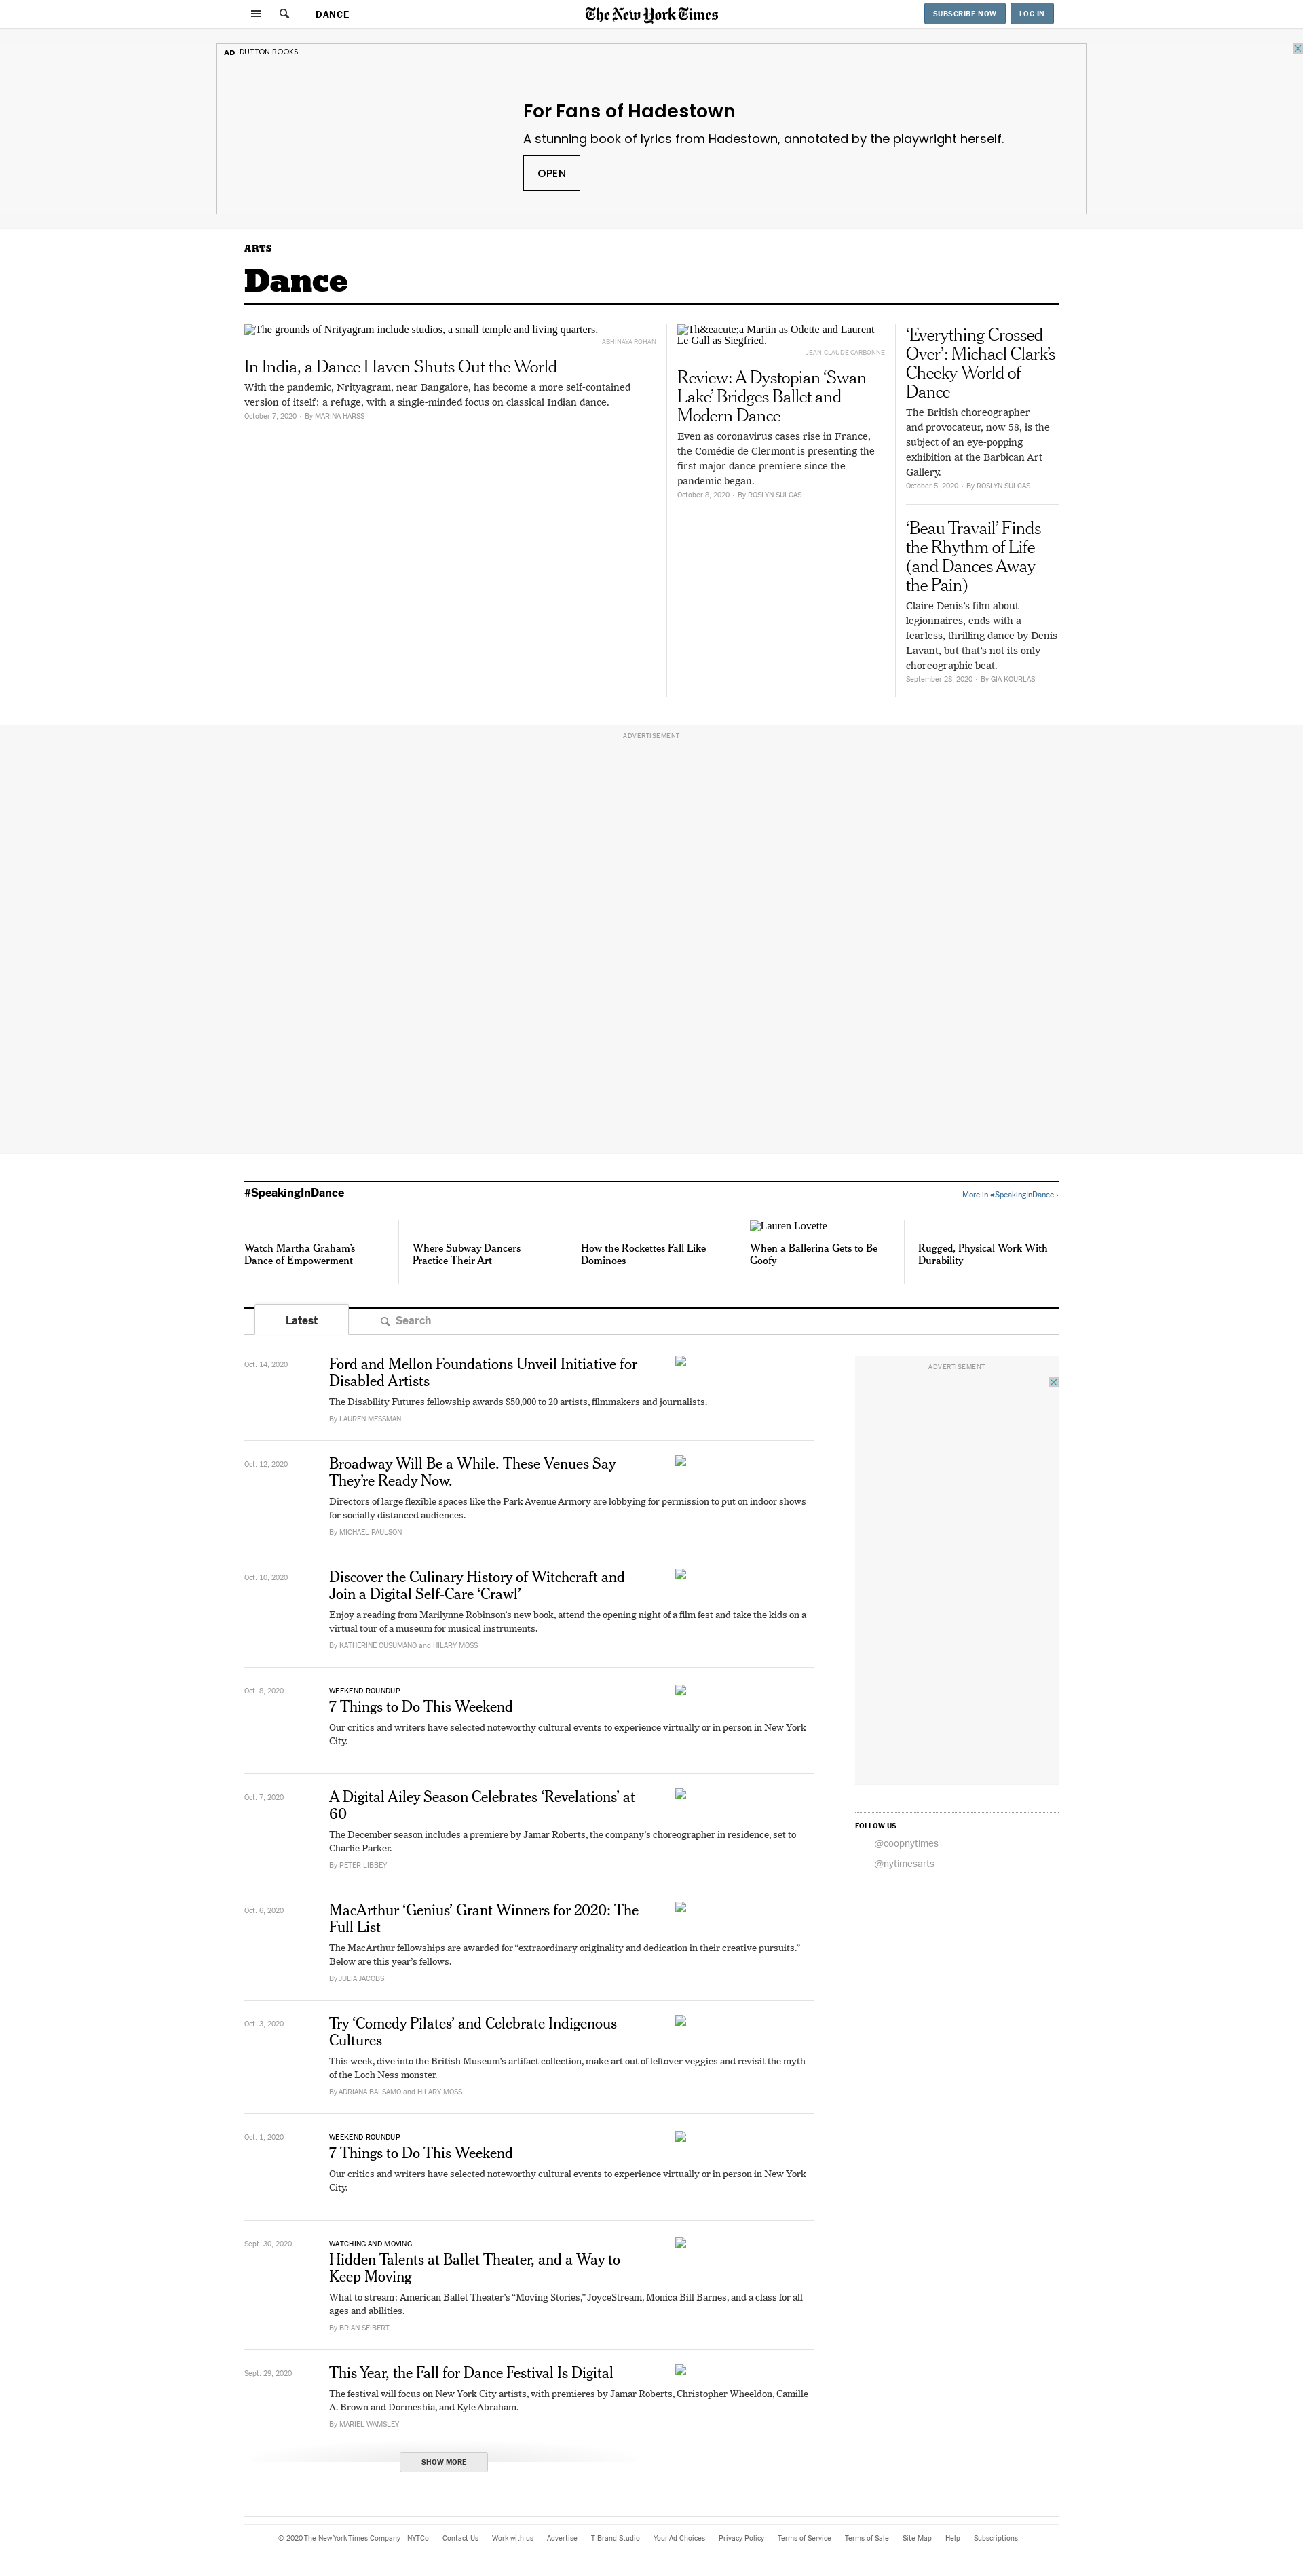 DANCE
The New York Times
SUBSCRIBE NOW
LOG IN
AD DUTTON BOOKS
For Fans of Hadestown
A stunning book of lyrics from Hadestown, annotated by the playwright herself.
OPEN
ARTS
Dance
The grounds of Nrityagram include studios, a small temple and living quarters.
ABHINAYA ROHAN
In India, a Dance Haven Shuts Out the World
With the pandemic, Nrityagram, near Bangalore, has become a more self-contained
version of itself: a refuge, with a single-minded focus on classical Indian dance.
October 7, 2020 • By MARINA HARSS
Th&eacute;a Martin as Odette and Laurent
Le Gall as Siegfried.
JEAN-CLAUDE CARBONNE
Review: A Dystopian ‘Swan
Lake’ Bridges Ballet and
Modern Dance
Even as coronavirus cases rise in France,
the Comédie de Clermont is presenting the
first major dance premiere since the
pandemic began.
October 8, 2020 • By ROSLYN SULCAS
‘Everything Crossed
Over’: Michael Clark’s
Cheeky World of
Dance
The British choreographer
and provocateur, now 58, is the
subject of an eye-popping
exhibition at the Barbican Art
Gallery.
October 5, 2020 • By ROSLYN SULCAS
‘Beau Travail’ Finds
the Rhythm of Life
(and Dances Away
the Pain)
Claire Denis’s film about
legionnaires, ends with a
fearless, thrilling dance by Denis
Lavant, but that’s not its only
choreographic beat.
September 28, 2020 • By GIA KOURLAS
ADVERTISEMENT
#SpeakingInDance
More in #SpeakingInDance ›
Watch Martha Graham’s
Dance of Empowerment
Where Subway Dancers
Practice Their Art
How the Rockettes Fall Like
Dominoes
Lauren Lovette
When a Ballerina Gets to Be
Goofy
Rugged, Physical Work With
Durability
Latest
Search
Oct. 14, 2020
Ford and Mellon Foundations Unveil Initiative for
Disabled Artists
The Disability Futures fellowship awards $50,000 to 20 artists, filmmakers and journalists.
By LAUREN MESSMAN
Oct. 12, 2020
Broadway Will Be a While. These Venues Say
They’re Ready Now.
Directors of large flexible spaces like the Park Avenue Armory are lobbying for permission to put on indoor shows
for socially distanced audiences.
By MICHAEL PAULSON
Oct. 10, 2020
Discover the Culinary History of Witchcraft and
Join a Digital Self-Care ‘Crawl’
Enjoy a reading from Marilynne Robinson’s new book, attend the opening night of a film fest and take the kids on a
virtual tour of a museum for musical instruments.
By KATHERINE CUSUMANO and HILARY MOSS
Oct. 8, 2020
WEEKEND ROUNDUP
7 Things to Do This Weekend
Our critics and writers have selected noteworthy cultural events to experience virtually or in person in New York
City.
Oct. 7, 2020
A Digital Ailey Season Celebrates ‘Revelations’ at
60
The December season includes a premiere by Jamar Roberts, the company’s choreographer in residence, set to
Charlie Parker.
By PETER LIBBEY
Oct. 6, 2020
MacArthur ‘Genius’ Grant Winners for 2020: The
Full List
The MacArthur fellowships are awarded for “extraordinary originality and dedication in their creative pursuits.”
Below are this year’s fellows.
By JULIA JACOBS
Oct. 3, 2020
Try ‘Comedy Pilates’ and Celebrate Indigenous
Cultures
This week, dive into the British Museum’s artifact collection, make art out of leftover veggies and revisit the myth
of the Loch Ness monster.
By ADRIANA BALSAMO and HILARY MOSS
Oct. 1, 2020
WEEKEND ROUNDUP
7 Things to Do This Weekend
Our critics and writers have selected noteworthy cultural events to experience virtually or in person in New York
City.
Sept. 30, 2020
WATCHING AND MOVING
Hidden Talents at Ballet Theater, and a Way to
Keep Moving
What to stream: American Ballet Theater’s “Moving Stories,” JoyceStream, Monica Bill Barnes, and a class for all
ages and abilities.
By BRIAN SEIBERT
Sept. 29, 2020
This Year, the Fall for Dance Festival Is Digital
The festival will focus on New York City artists, with premieres by Jamar Roberts, Christopher Wheeldon, Camille
A. Brown and Dormeshia, and Kyle Abraham.
By MARIEL WAMSLEY
SHOW MORE
ADVERTISEMENT
FOLLOW US
@coopnytimes
@nytimesarts
© 2020 The New York Times Company NYTCo Contact Us Work with us Advertise T Brand Studio Your Ad Choices Privacy Policy Terms of Service Terms of Sale Site Map Help Subscriptions